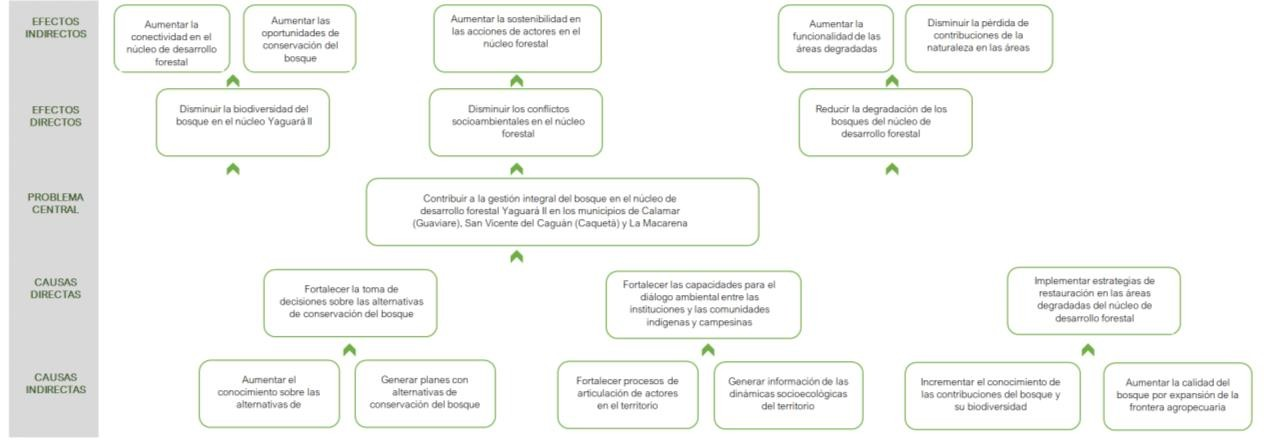 EFECTOS
INDIRECTOS
Aumentar la
conectividad en el
núcleo de desarrollo
forestal
Aumentar las
oportunidades de
conservación del
bosque
Aumentar la sostenibilidad en
las acciones de actores en el
núcleo forestal
Aumentar la
funcionalidad de las
áreas degradadas
Disminuir la pérdida de
contribuciones de la
naturaleza en las áreas
EFECTOS
DIRECTOS
Disminuir la biodiversidad del
bosque en el núcleo Yaguará II
Disminuir los conflictos
socioambientales en el núcleo
forestal
Reducir la degradación de los
bosques del núcleo de
desarrollo forestal
PROBLEMA
CENTRAL
Contribuir a la gestión integral del bosque en el núcleo de
desarrollo forestal Yaguará II en los municipios de Calamar
(Guaviare), San Vicente del Caguán (Caquetá) y La Macarena
CAUSAS
DIRECTAS
Fortalecer la toma de
decisiones sobre las alternativas
de conservación del bosque
Fortalecer las capacidades para el
diálogo ambiental entre las
instituciones y las comunidades
indígenas y campesinas
Implementar estrategias de
restauración en las áreas
degradadas del núcleo de
desarrollo forestal
CAUSAS
INDIRECTAS
Aumentar el
conocimiento sobre las
alternativas de
Generar planes con
alternativas de
conservación del bosque
Fortalecer procesos de
articulación de actores
en el territorio
Generar información de las
dinámicas socioecológicas
del territorio
Incrementar el conocimiento de
las contribuciones del bosque y
su biodiversidad
Aumentar la calidad del
bosque por expansión de la
frontera agropecuaria